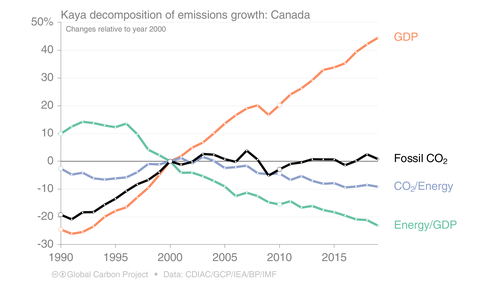 Kaya decomposition of emissions growth: Canada
Changes relative to year 2000
50%
40
30
20
10
0
-10
-20
-30
1990
1995
2000
2005
2010
2015
GDP
Fossil CO₂
CO₂/Energy
Energy/GDP
Global Carbon Project • Data: CDIAC/GCP/IEA/BP/IMF